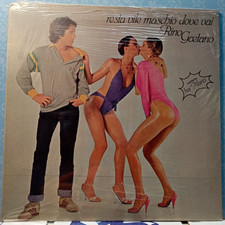 resta vile maschio dove vai
Rino Gaetano